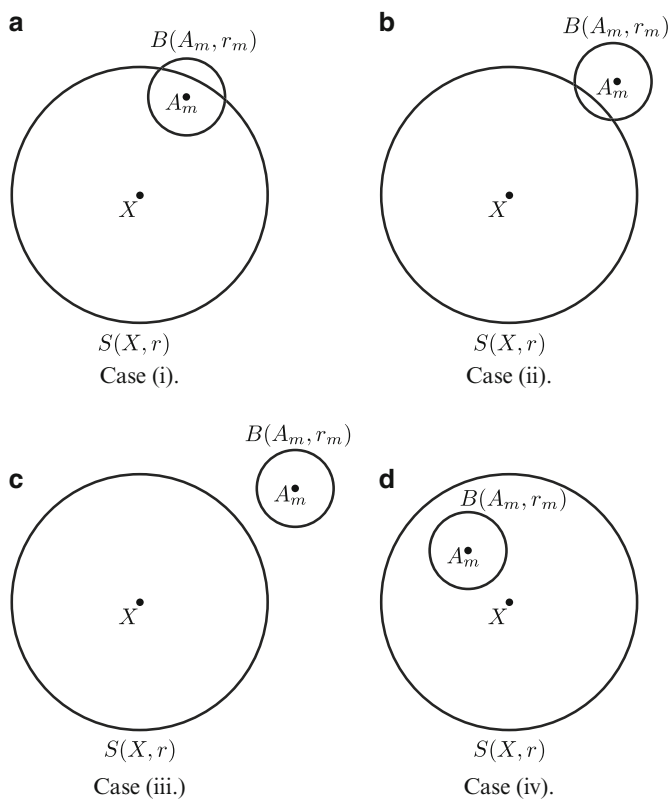 a
B(A_m, r_m)
A_m
X
S(X, r)
Case (i).
b
B(A_m, r_m)
A_m
X
S(X, r)
Case (ii).
c
B(A_m, r_m)
A_m
X
S(X, r)
Case (iii.)
d
B(A_m, r_m)
A_m
X
S(X, r)
Case (iv).